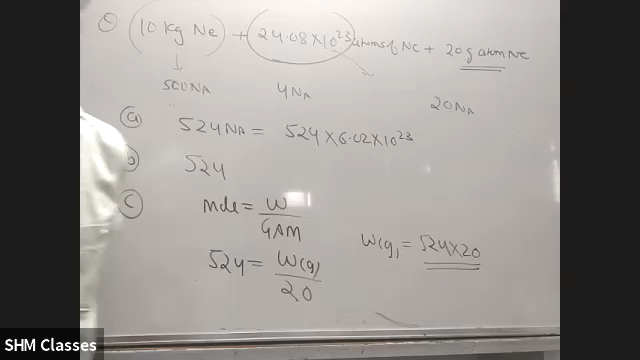 (10 kg Ne) + 24.08×10²³ atoms of Ne + 20 g atom Ne
↓
500NA 4NA 20NA
(a) 524NA = 524×6.02×10²³
(b) 524
(c) mole = W/GAM
524 = W(g)/20 W(g) = 524×20
SHM Classes